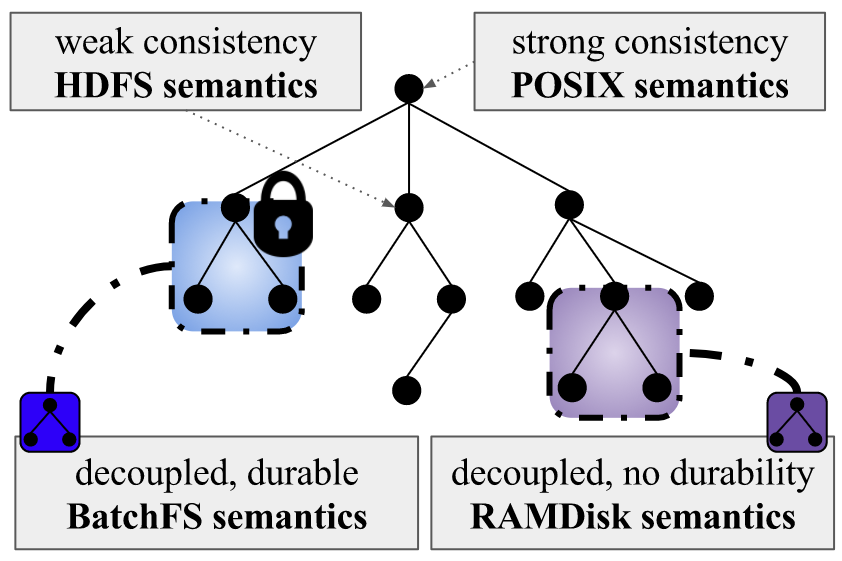 weak consistency
HDFS semantics
strong consistency
POSIX semantics
decoupled, durable
BatchFS semantics
decoupled, no durability
RAMDisk semantics